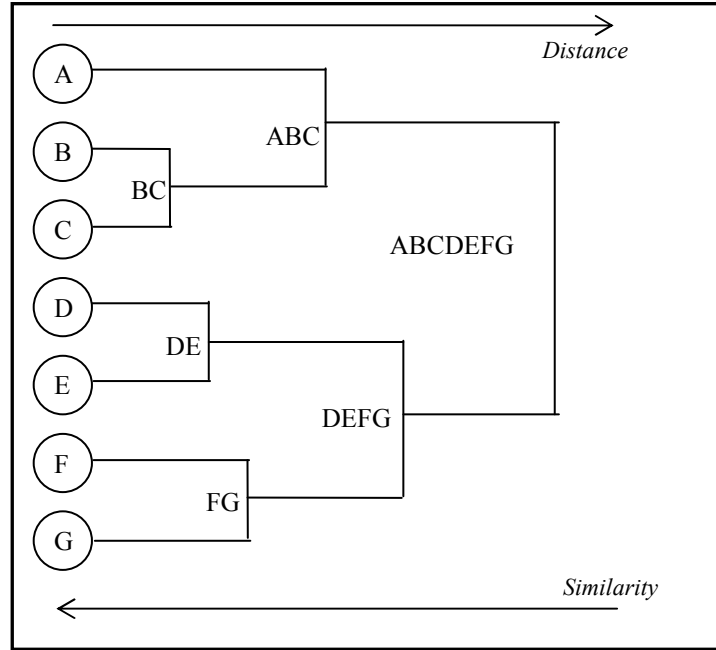 Distance
A
ABC
B
BC
C
ABCDEFG
D
DE
E
DEFG
F
FG
G
Similarity